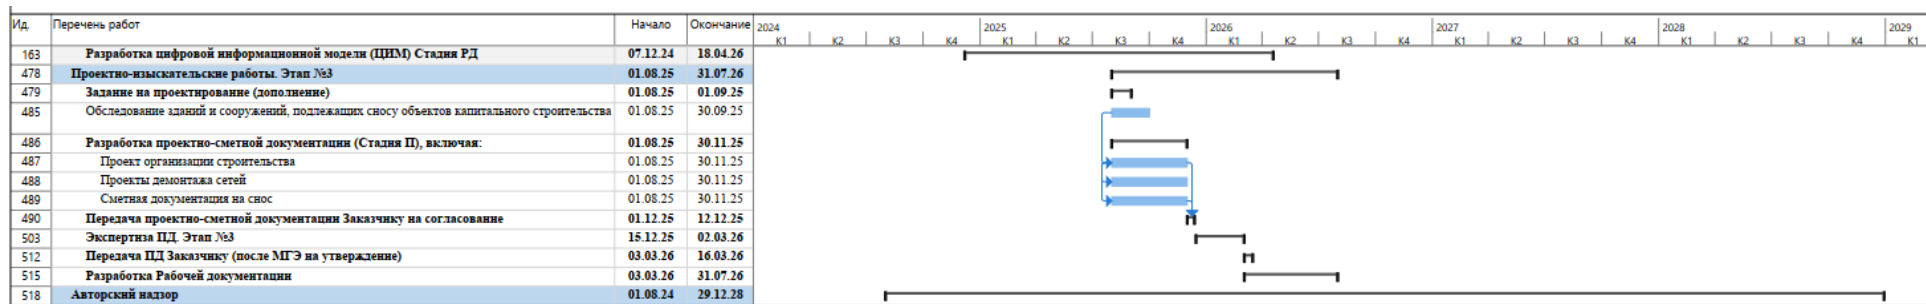 Ид. Перечень работ Начало Окончание 2024 2025 2026 2027 2028 2029
К1 К2 К3 К4 К1 К2 К3 К4 К1 К2 К3 К4 К1 К2 К3 К4 К1 К2 К3 К4 К1
163 Разработка цифровой информационной модели (ЦИМ) Стадия РД 07.12.24 18.04.26
478 Проектно-изыскательские работы. Этап №3 01.08.25 31.07.26
479 Задание на проектирование (дополнение) 01.08.25 01.09.25
485 Обследование зданий и сооружений, подлежащих сносу объектов капитального строительства 01.08.25 30.09.25
486 Разработка проектно-сметной документации (Стадия П), включая: 01.08.25 30.11.25
487 Проект организации строительства 01.08.25 30.11.25
488 Проекты демонтажа сетей 01.08.25 30.11.25
489 Сметная документация на снос 01.08.25 30.11.25
490 Передача проектно-сметной документации Заказчику на согласование 01.12.25 12.12.25
503 Экспертиза ПД. Этап №3 15.12.25 02.03.26
512 Передача ПД Заказчику (после МГЭ на утверждение) 03.03.26 16.03.26
515 Разработка Рабочей документации 03.03.26 31.07.26
518 Авторский надзор 01.08.24 29.12.28